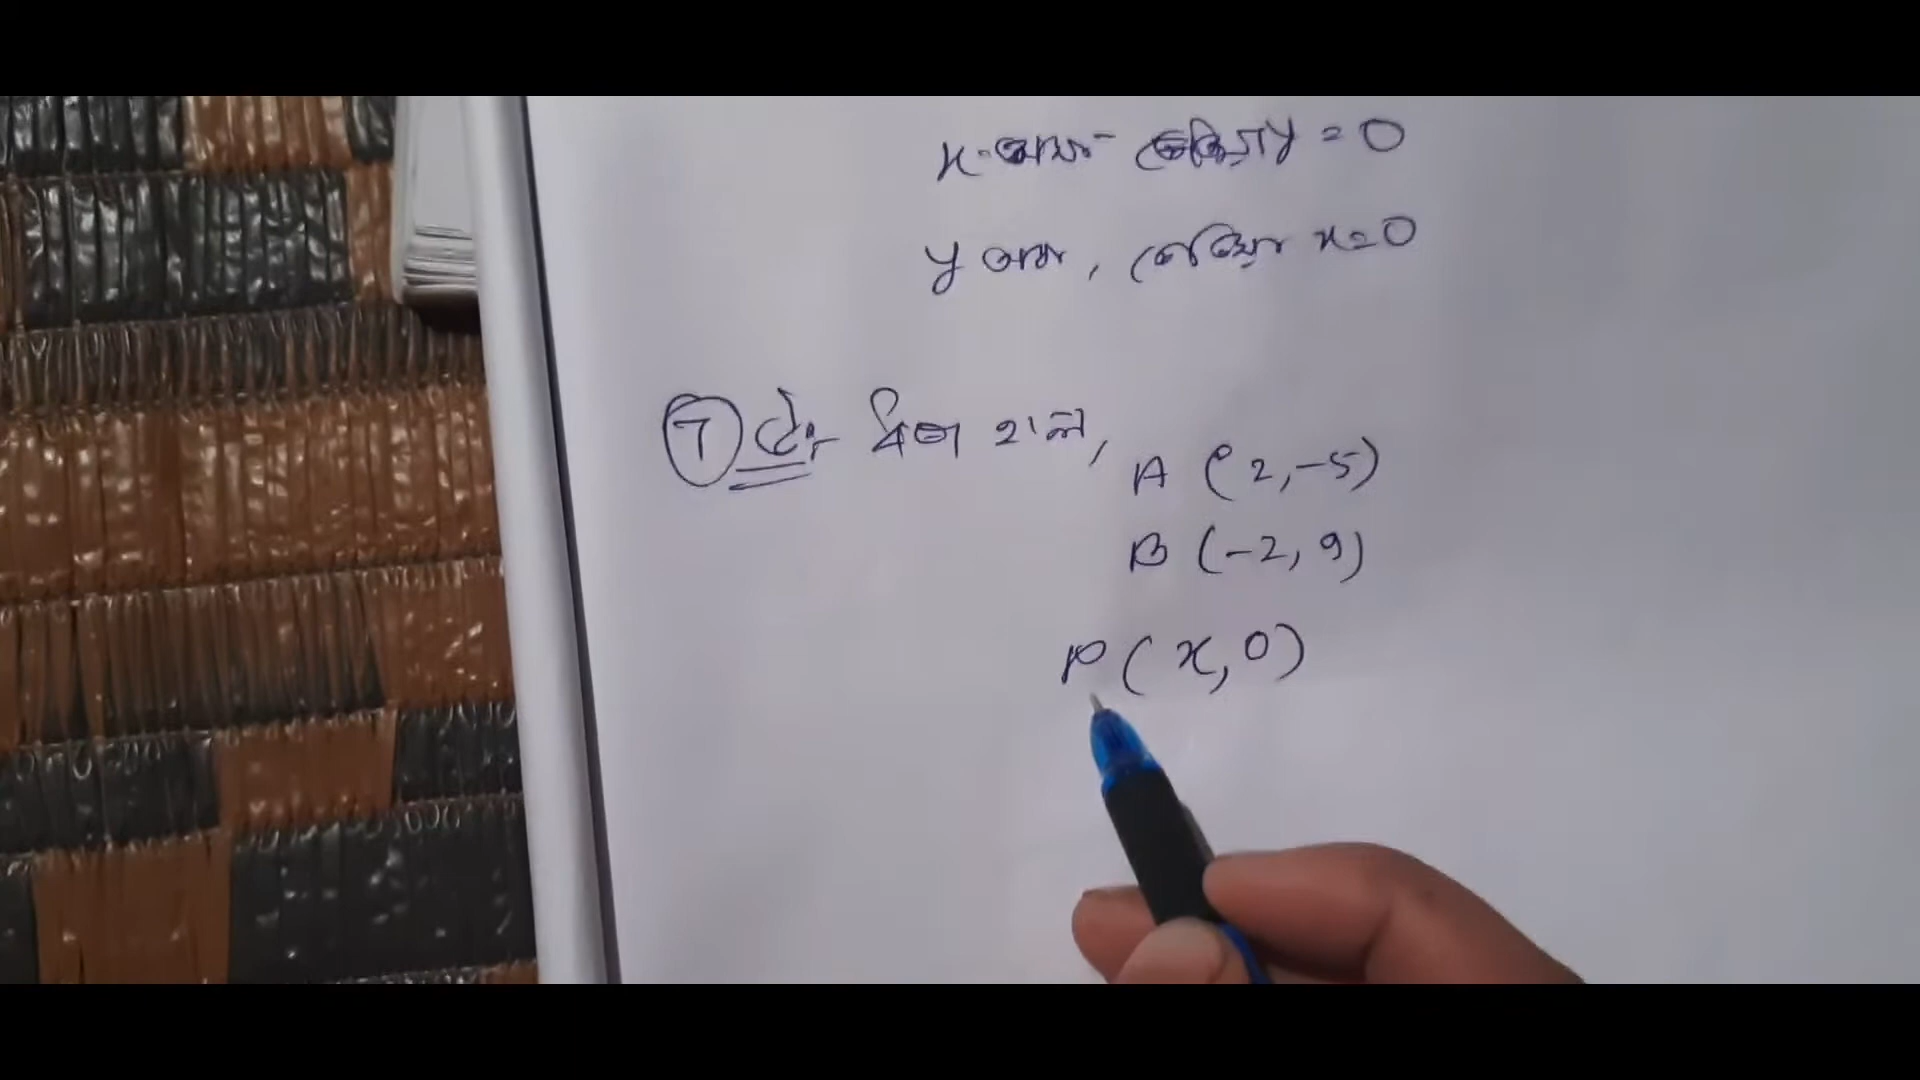 x-অক্ষ y = 0
y অক্ষ, ক্ষেত্রে x = 0
7 নং
A (2, -5)
B (-2, 9)
P (x, 0)